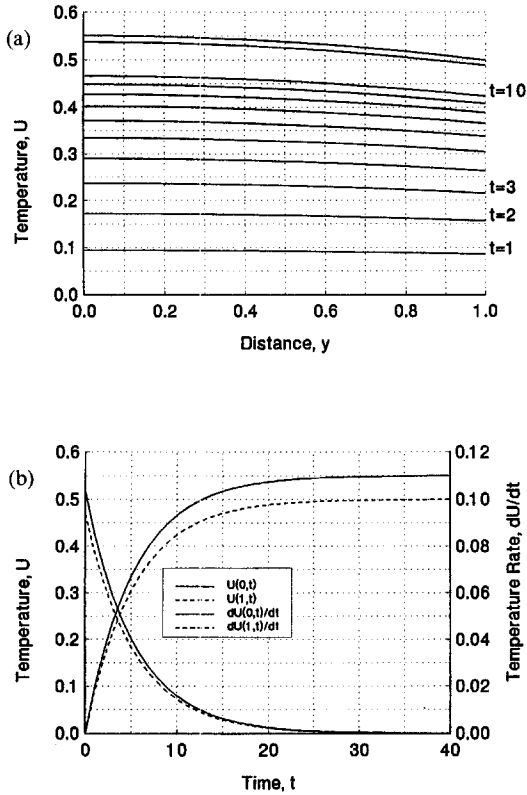 (a)
Temperature, U
0.6
0.5
0.4
0.3
0.2
0.1
0.0
t=10
t=3
t=2
t=1
0.0 0.2 0.4 0.6 0.8 1.0
Distance, y
(b)
Temperature, U
0.6
0.5
0.4
0.3
0.2
0.1
0.0
U(0,t)
U(1,t)
dU(0,t)/dt
dU(1,t)/dt
0.12
0.10
0.08
0.06
0.04
0.02
0.00
Temperature Rate, dU/dt
0 10 20 30 40
Time, t